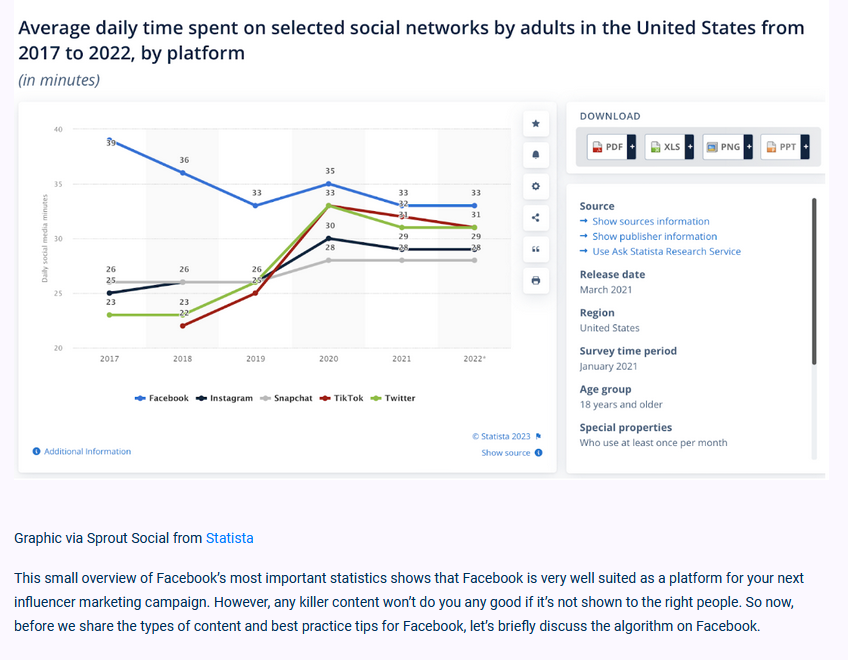 Average daily time spent on selected social networks by adults in the United States from
2017 to 2022, by platform
(in minutes)
40
35
30
25
20
Daily social media minutes
39
36
33
35
33
33
33
32
31
31
30
29
29
28
28
28
26
26
26
25
25
23
23
22
2017
2018
2019
2020
2021
2022*
Facebook Instagram Snapchat TikTok Twitter
© Statista 2023
Additional Information
Show source
DOWNLOAD
PDF + XLS + PNG + PPT +
Source
→ Show sources information
→ Show publisher information
→ Use Ask Statista Research Service
Release date
March 2021
Region
United States
Survey time period
January 2021
Age group
18 years and older
Special properties
Who use at least once per month
Graphic via Sprout Social from Statista
This small overview of Facebook’s most important statistics shows that Facebook is very well suited as a platform for your next
influencer marketing campaign. However, any killer content won’t do you any good if it’s not shown to the right people. So now,
before we share the types of content and best practice tips for Facebook, let’s briefly discuss the algorithm on Facebook.